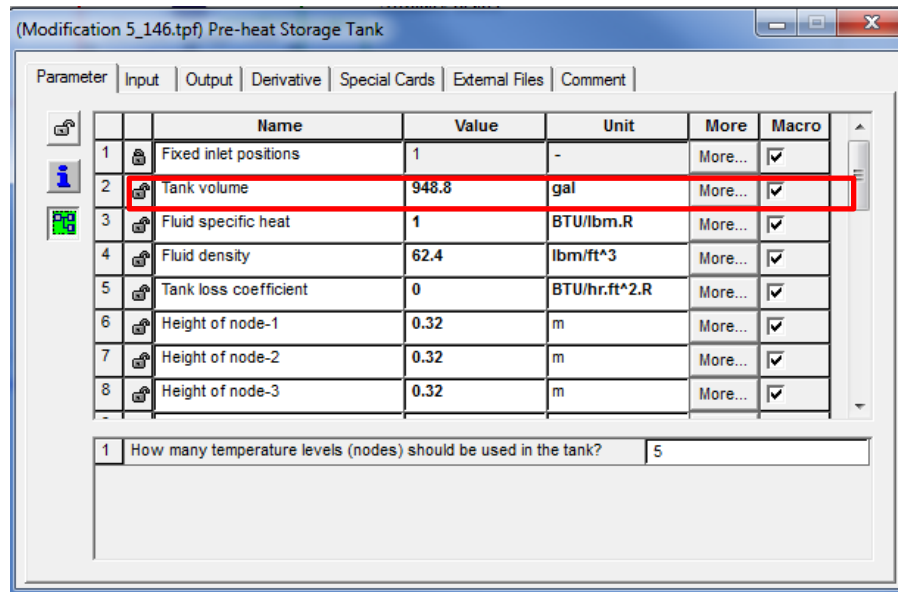 (Modification 5_146.tpf) Pre-heat Storage Tank
Parameter Input Output Derivative Special Cards External Files Comment
Name Value Unit More Macro
1 Fixed inlet positions 1 - More...
2 Tank volume 948.8 gal More...
3 Fluid specific heat 1 BTU/lbm.R More...
4 Fluid density 62.4 lbm/ft^3 More...
5 Tank loss coefficient 0 BTU/hr.ft^2.R More...
6 Height of node-1 0.32 m More...
7 Height of node-2 0.32 m More...
8 Height of node-3 0.32 m More...
1 How many temperature levels (nodes) should be used in the tank? 5